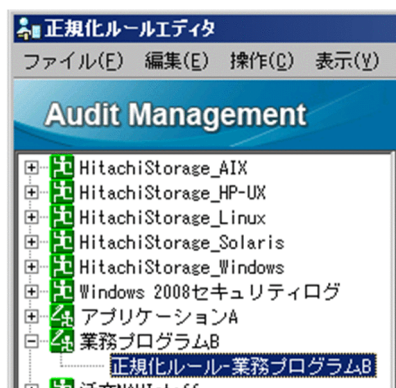 正規化ルールエディタ
ファイル(F) 編集(E) 操作(C) 表示(V)
Audit Management
HitachiStorage_AIX
HitachiStorage_HP-UX
HitachiStorage_Linux
HitachiStorage_Solaris
HitachiStorage_Windows
Windows 2008セキュリティログ
アプリケーションA
業務プログラムB
正規化ルール-業務プログラムB